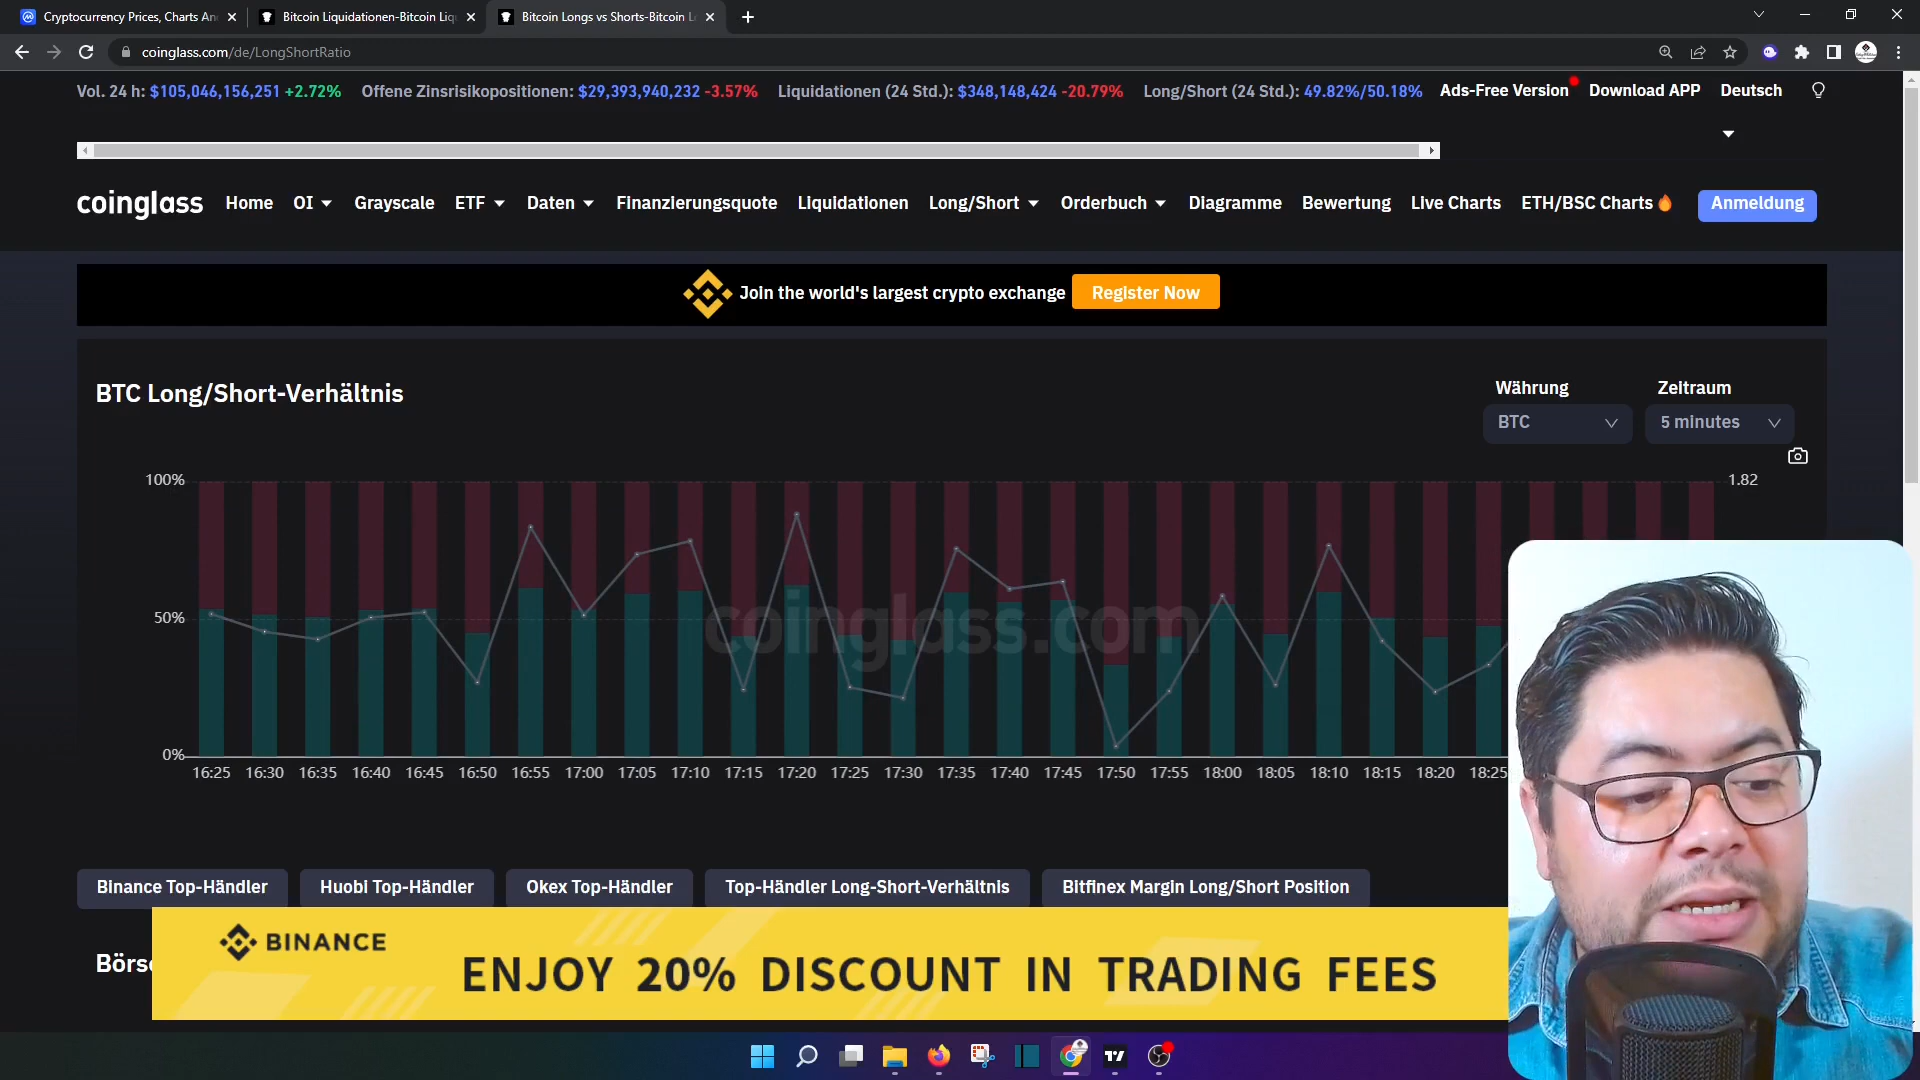 Cryptocurrency Prices, Charts An
Bitcoin Liquidationen-Bitcoin Liq
Bitcoin Longs vs Shorts-Bitcoin L
coinglass.com/de/LongShortRatio
Vol. 24 h: $105,046,156,251 +2.72% Offene Zinsrisikopositionen: $29,393,940,232 -3.57% Liquidationen (24 Std.): $348,148,424 -20.79% Long/Short (24 Std.): 49.82%/50.18% Ads-Free Version Download APP Deutsch
coinglass Home OI Grayscale ETF Daten Finanzierungsquote Liquidationen Long/Short Orderbuch Diagramme Bewertung Live Charts ETH/BSC Charts Anmeldung
Join the world's largest crypto exchange Register Now
BTC Long/Short-Verhältnis
Währung Zeitraum
BTC 5 minutes
100% 1.82
50%
coinglass.com
0%
16:25 16:30 16:35 16:40 16:45 16:50 16:55 17:00 17:05 17:10 17:15 17:20 17:25 17:30 17:35 17:40 17:45 17:50 17:55 18:00 18:05 18:10 18:15 18:20 18:25
Binance Top-Händler Huobi Top-Händler Okex Top-Händler Top-Händler Long-Short-Verhältnis Bitfinex Margin Long/Short Position
Börs
BINANCE
ENJOY 20% DISCOUNT IN TRADING FEES